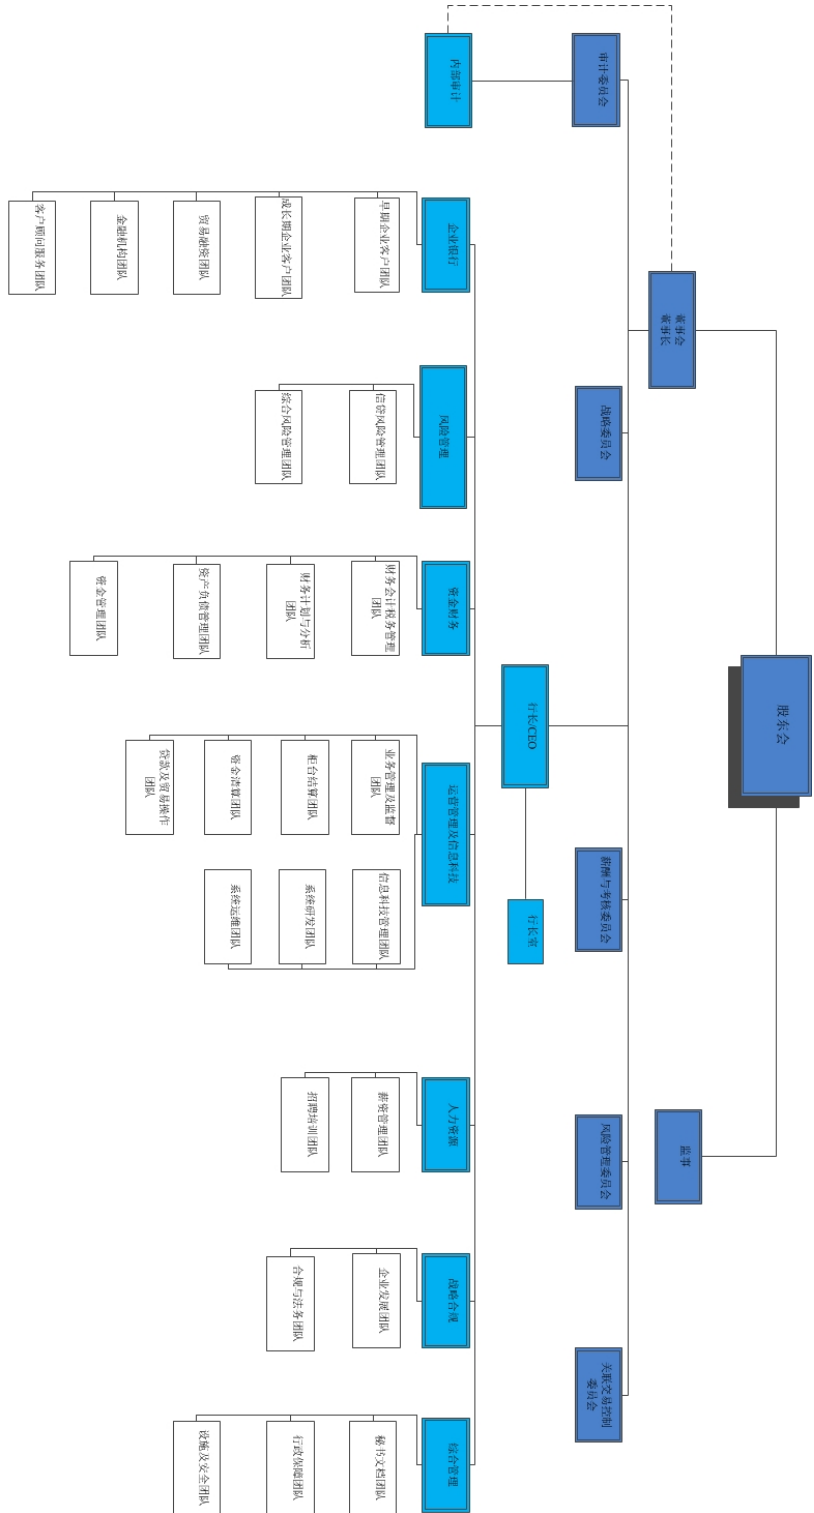 股东会
董事会
董事长
监事
审计委员会
战略委员会
薪酬与考核委员会
风险管理委员会
关联交易控制
委员会
内部审计
行长/CEO
行长室
企业银行
早期企业客户团队
成长期企业客户团队
贸易融资团队
金融机构团队
客户顾问服务团队
风险管理
信贷风险管理团队
综合风险管理团队
资金财务
财务会计税务管理
团队
财务计划与分析
团队
资产负债管理团队
资金管理团队
运营管理及信息科技
业务管理及监督
团队
柜台结算团队
资金清算团队
贷款及贸易操作
团队
信息科技管理团队
系统研发团队
系统运维团队
人力资源
薪资管理团队
招聘培训团队
战略合规
企业发展团队
合规与法务团队
综合管理
秘书文档团队
行政保障团队
设施及安全团队